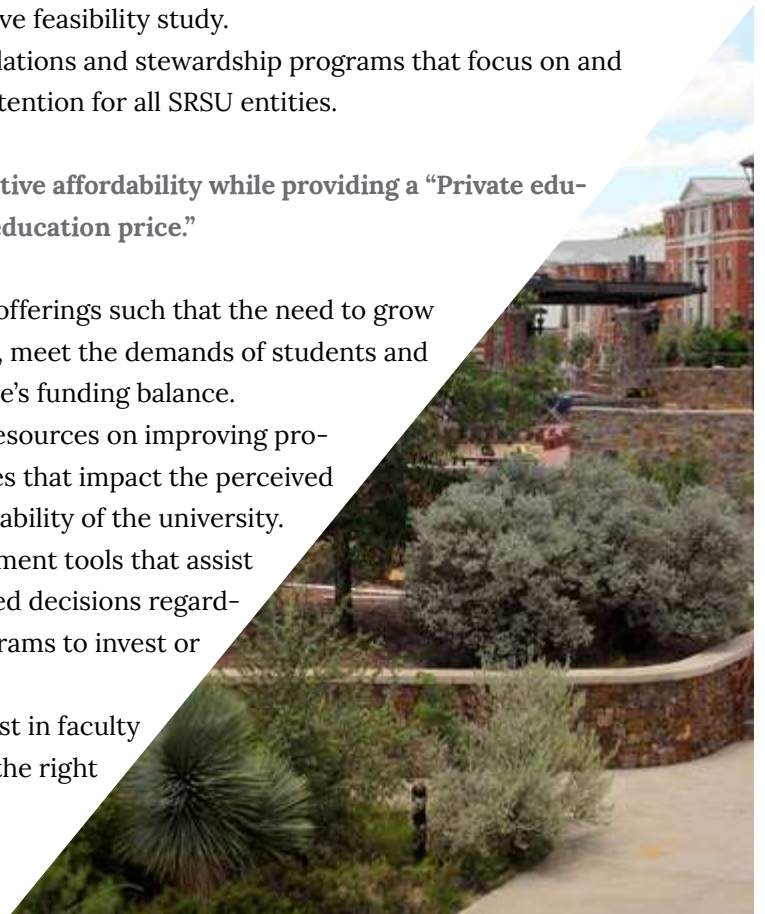 ve feasibility study.
lations and stewardship programs that focus on and
tention for all SRSU entities.
tive affordability while providing a “Private edu-
education price.”
offerings such that the need to grow
, meet the demands of students and
e’s funding balance.
esources on improving pro-
es that impact the perceived
ability of the university.
ment tools that assist
ed decisions regard-
rams to invest or
st in faculty
the right